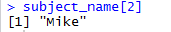 > subject_name[2]
[1] "Mike"